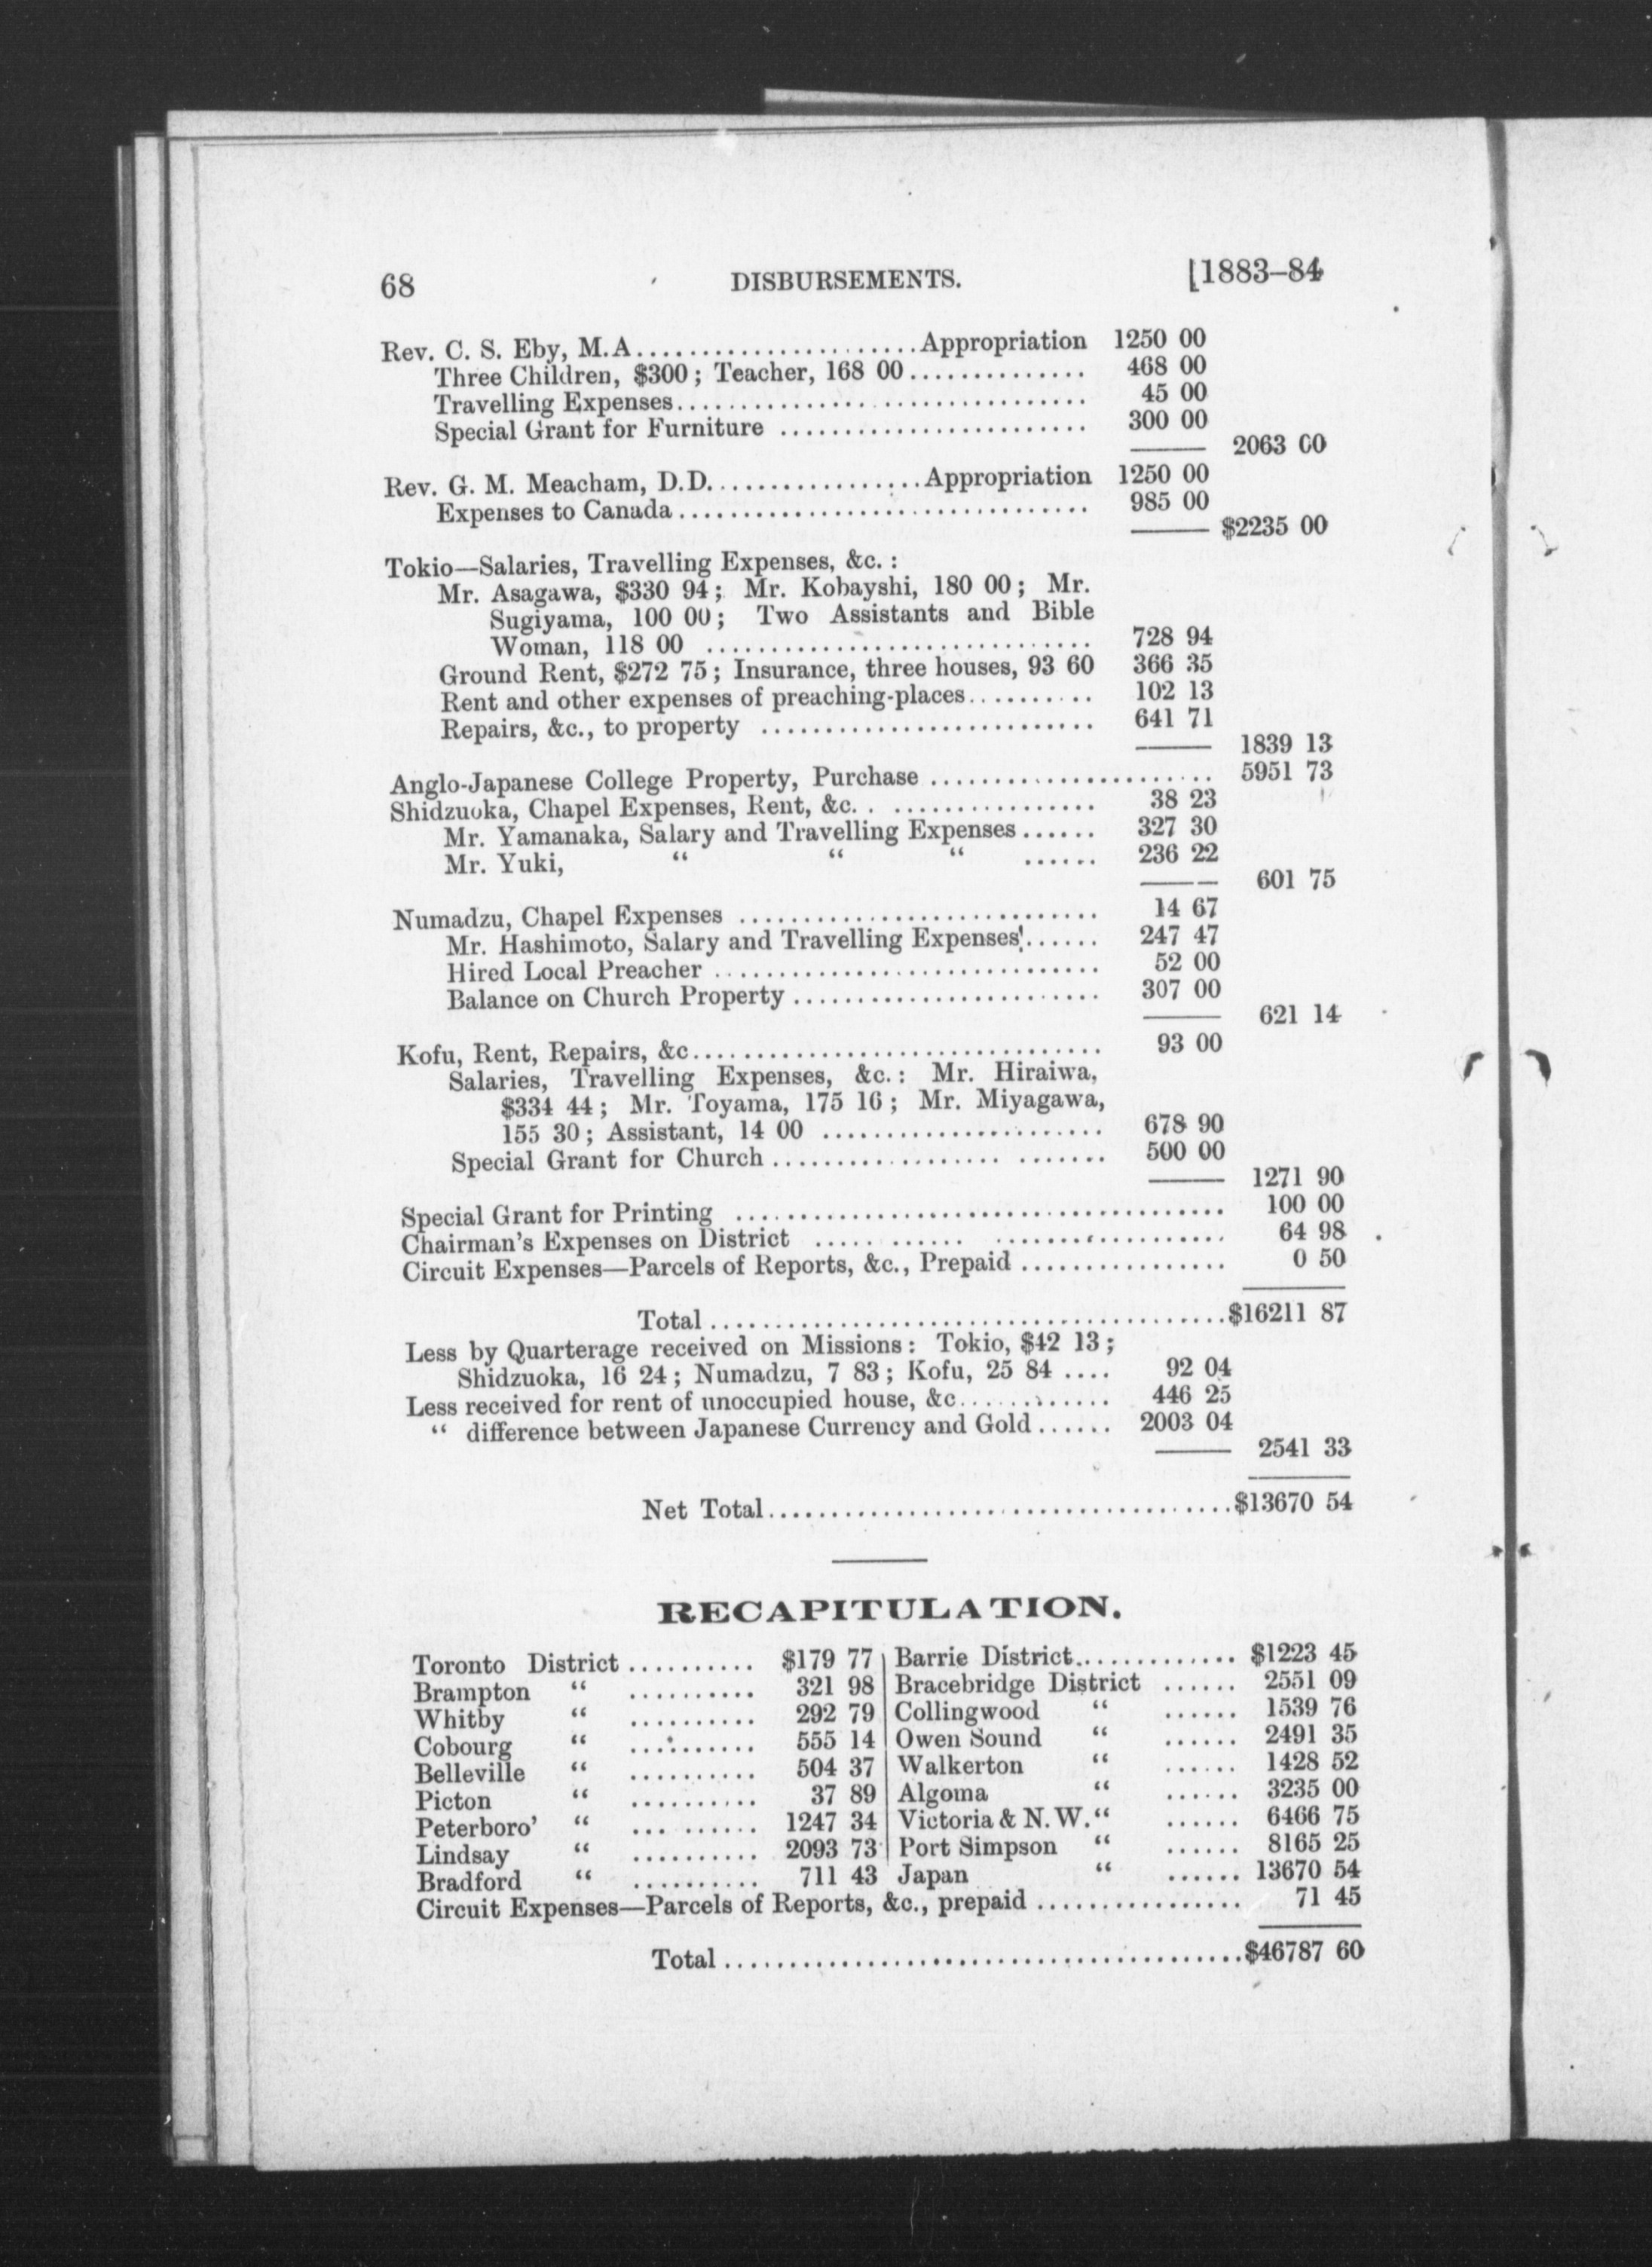 68 DISBURSEMENTS. [1883–84
Rev. C. S. Eby, M.A......................Appropriation 1250 00
Three Children, $300; Teacher, 168 00.............. 468 00
Travelling Expenses................................ 45 00
Special Grant for Furniture ........................ 300 00
2063 00
Rev. G. M. Meacham, D.D.................Appropriation 1250 00
Expenses to Canada................................ 985 00
$2235 00
Tokio—Salaries, Travelling Expenses, &c. :
Mr. Asagawa, $330 94; Mr. Kobayshi, 180 00; Mr.
Sugiyama, 100 00; Two Assistants and Bible
Woman, 118 00 .............................. 728 94
Ground Rent, $272 75; Insurance, three houses, 93 60 366 35
Rent and other expenses of preaching-places.......... 102 13
Repairs, &c., to property .......................... 641 71
1839 13
Anglo-Japanese College Property, Purchase ...................... 5951 73
Shidzuoka, Chapel Expenses, Rent, &c. . ................ 38 23
Mr. Yamanaka, Salary and Travelling Expenses...... 327 30
Mr. Yuki, “ “ “ ...... 236 22
601 75
Numadzu, Chapel Expenses ............................ 14 67
Mr. Hashimoto, Salary and Travelling Expenses...... 247 47
Hired Local Preacher .............................. 52 00
Balance on Church Property........................ 307 00
621 14
Kofu, Rent, Repairs, &c................................ 93 00
Salaries, Travelling Expenses, &c.: Mr. Hiraiwa,
$334 44; Mr. Toyama, 175 16; Mr. Miyagawa,
155 30; Assistant, 14 00 ...................... 678 90
Special Grant for Church.................. ....... 500 00
1271 90
Special Grant for Printing ...................................... 100 00
Chairman's Expenses on District ..... ...... .................. 64 98
Circuit Expenses—Parcels of Reports, &c., Prepaid ................ 0 50
Total ........................................$16211 87
Less by Quarterage received on Missions: Tokio, $42 13;
Shidzuoka, 16 24; Numadzu, 7 83; Kofu, 25 84 .... 92 04
Less received for rent of unoccupied house, &c............ 446 25
“ difference between Japanese Currency and Gold...... 2003 04
2541 33
Net Total....................................$13670 54
RECAPITULATION.
Toronto District .......... $179 77 | Barrie District............. $1223 45
Brampton “ .......... 321 98 | Bracebridge District ...... 2551 09
Whitby “ .......... 292 79 | Collingwood “ ...... 1539 76
Cobourg “ .......... 555 14 | Owen Sound “ ...... 2491 35
Belleville “ .......... 504 37 | Walkerton “ ...... 1428 52
Picton “ .......... 37 89 | Algoma “ ...... 3235 00
Peterboro' “ ... ...... 1247 34 | Victoria & N. W. “ ...... 6466 75
Lindsay “ .......... 2093 73 | Port Simpson “ ...... 8165 25
Bradford “ .......... 711 43 Japan “ ...... 13670 54
Circuit Expenses—Parcels of Reports, &c., prepaid ................ 71 45
Total ........................................$46787 60